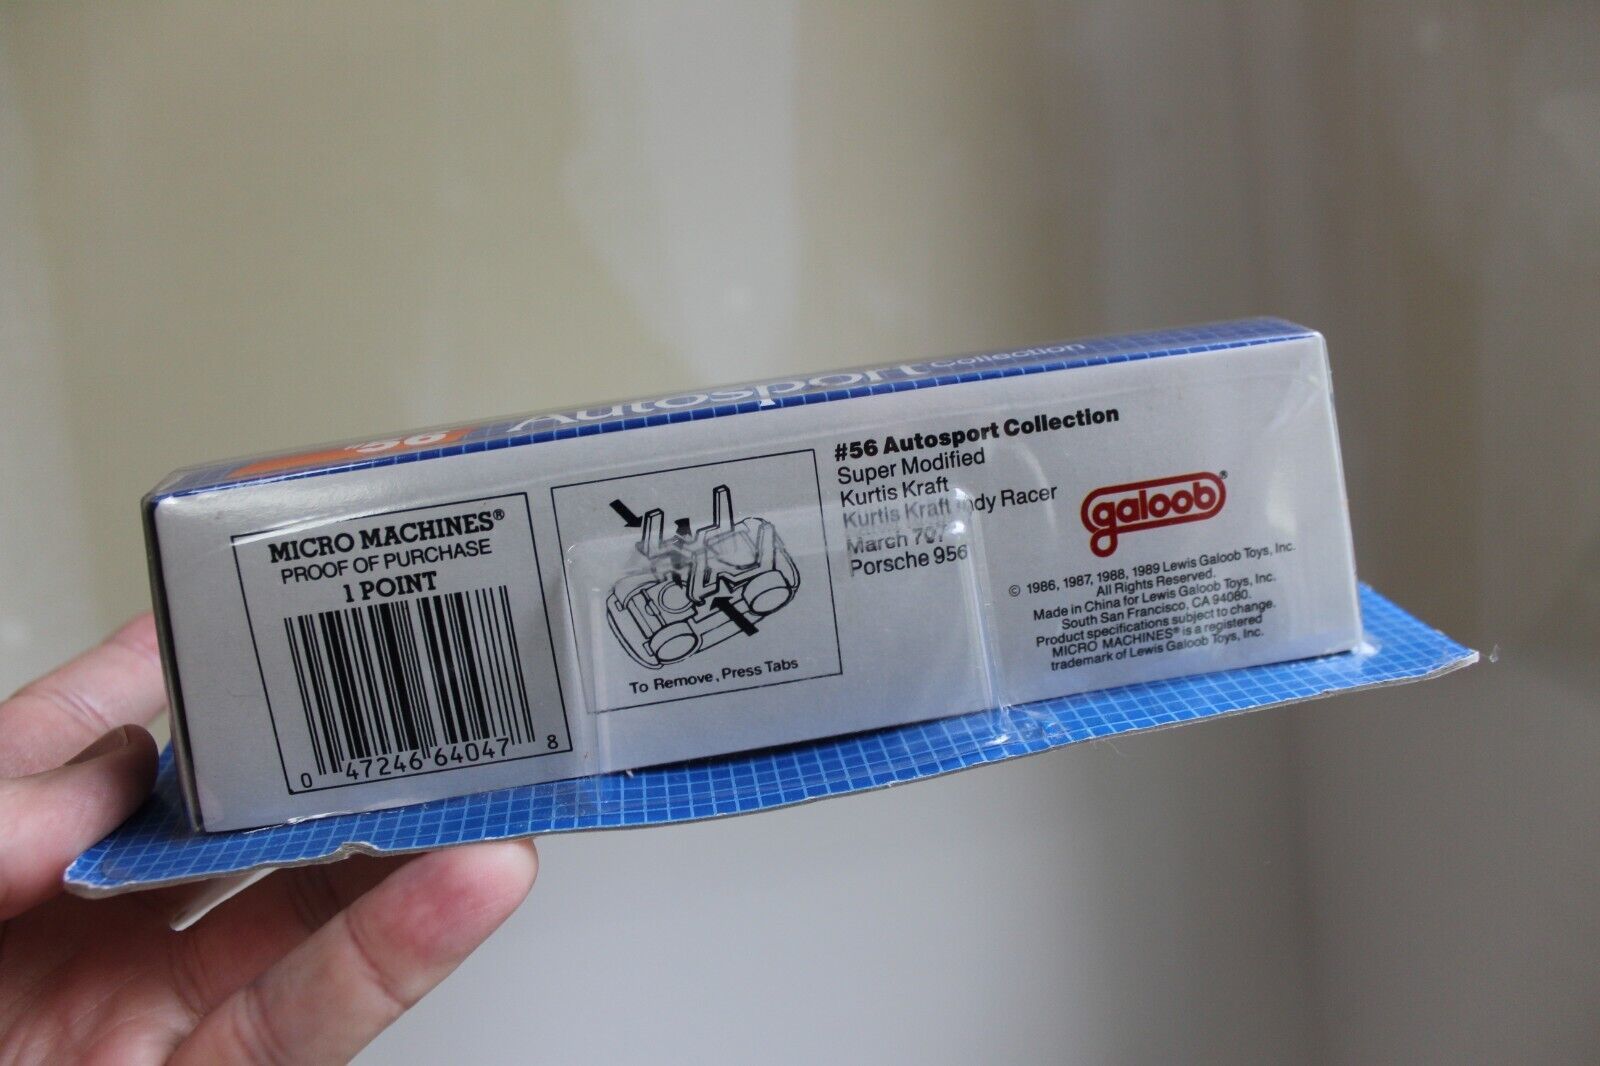 #56 Autosport Collection
MICRO MACHINES®
PROOF OF PURCHASE
1 POINT
0 47246 64047 8
To Remove, Press Tabs
#56 Autosport Collection
Super Modified
Kurtis Kraft
Kurtis Kraft Indy Racer
March 707
Porsche 956
galoob®
© 1986, 1987, 1988, 1989 Lewis Galoob Toys, Inc.
All Rights Reserved.
Made in China for Lewis Galoob Toys, Inc.
South San Francisco, CA 94080.
Product specifications subject to change.
MICRO MACHINES® is a registered
trademark of Lewis Galoob Toys, Inc.